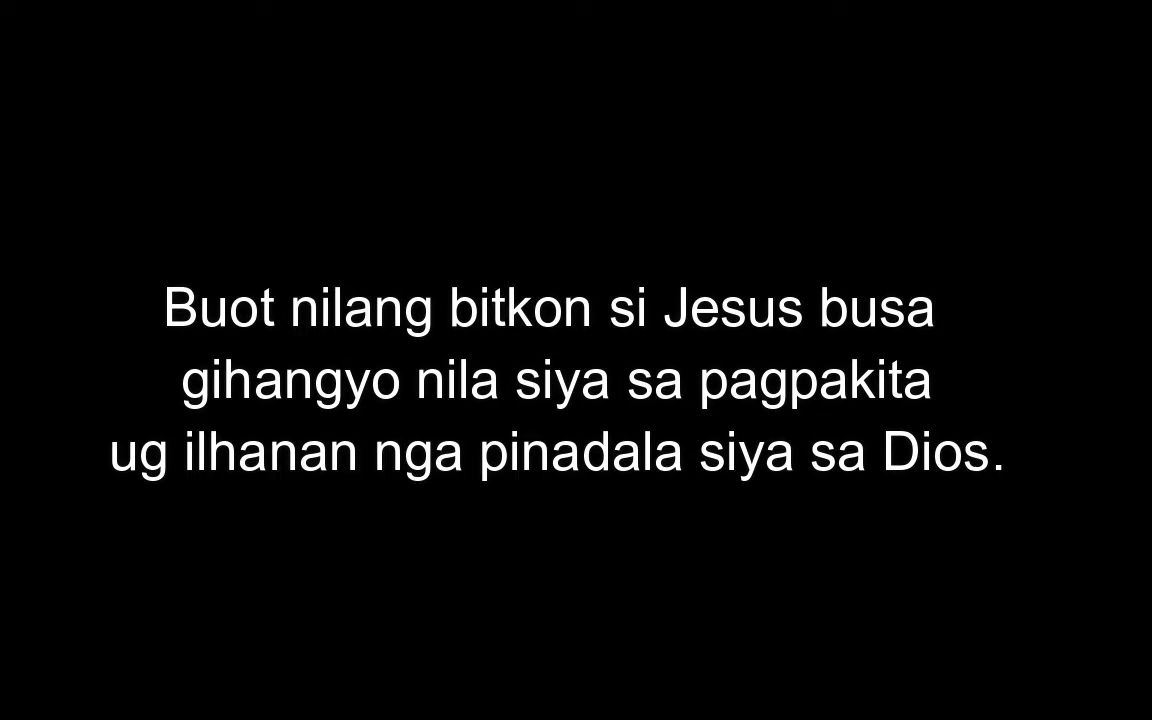 Buot nilang bitkon si Jesus busa
gihangyo nila siya sa pagpakita
ug ilhanan nga pinadala siya sa Dios.